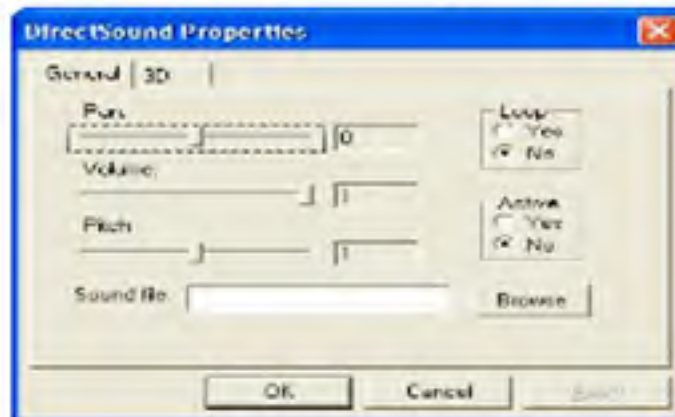 DirectSound Properties
General 3D
Pan
0
Volume
1
Pitch
1
Sound file
Loop
Yes
No
Active
Yes
No
Browse
OK Cancel Apply